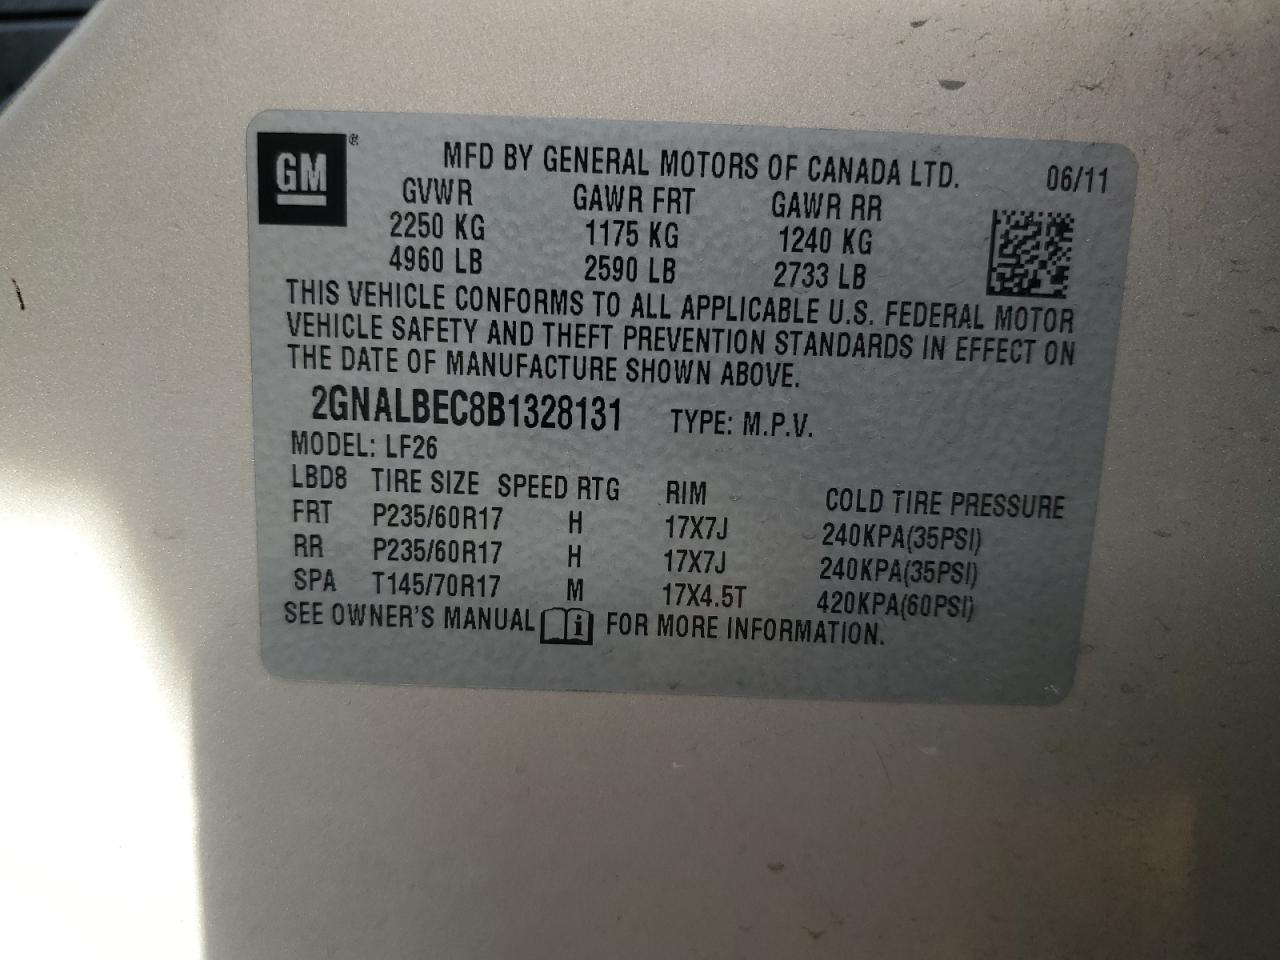 GM ® MFD BY GENERAL MOTORS OF CANADA LTD. 06/11
GVWR GAWR FRT GAWR RR
2250 KG 1175 KG 1240 KG
4960 LB 2590 LB 2733 LB
THIS VEHICLE CONFORMS TO ALL APPLICABLE U.S. FEDERAL MOTOR
VEHICLE SAFETY AND THEFT PREVENTION STANDARDS IN EFFECT ON
THE DATE OF MANUFACTURE SHOWN ABOVE.
2GNALBEC8B1328131 TYPE: M.P.V.
MODEL: LF26
LBD8 TIRE SIZE SPEED RTG RIM COLD TIRE PRESSURE
FRT P235/60R17 H 17X7J 240KPA(35PSI)
RR P235/60R17 H 17X7J 240KPA(35PSI)
SPA T145/70R17 M 17X4.5T 420KPA(60PSI)
SEE OWNER'S MANUAL i FOR MORE INFORMATION.